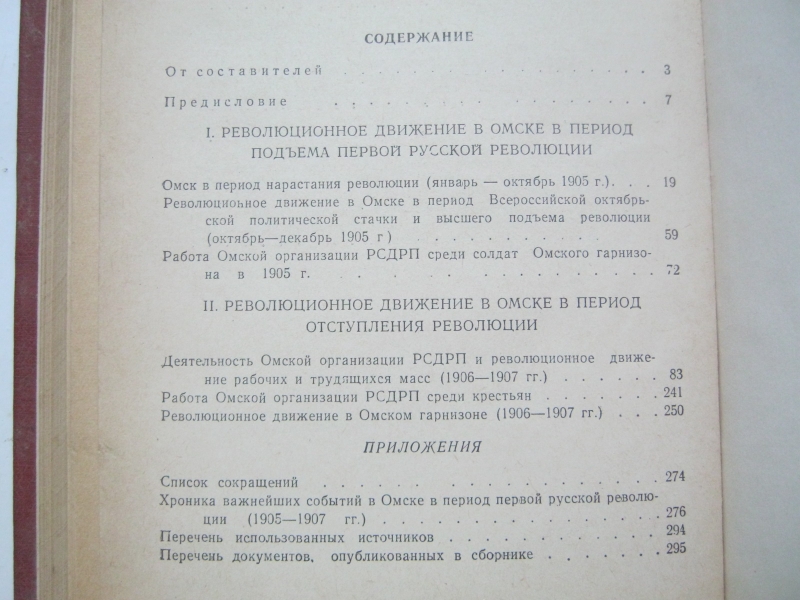 СОДЕРЖАНИЕ
От составителей . . . . . . . . . . . . . . . . . . 3
Предисловие . . . . . . . . . . . . . . . . . . 7
I. РЕВОЛЮЦИОННОЕ ДВИЖЕНИЕ В ОМСКЕ В ПЕРИОД
ПОДЪЕМА ПЕРВОЙ РУССКОЙ РЕВОЛЮЦИИ
Омск в период нарастания революции (январь — октябрь 1905 г.). . . 19
Революционное движение в Омске в период Всероссийской октябрь-
ской политической стачки и высшего подъема революции
(октябрь—декабрь 1905 г) . . . . . . . . . . . . 59
Работа Омской организации РСДРП среди солдат Омского гарнизо-
на в 1905 г. . . . . . . . . . . . . . . . . 72
II. РЕВОЛЮЦИОННОЕ ДВИЖЕНИЕ В ОМСКЕ В ПЕРИОД
ОТСТУПЛЕНИЯ РЕВОЛЮЦИИ
Деятельность Омской организации РСДРП и революционное движе-
ние рабочих и трудящихся масс (1906—1907 гг.) . . . . . . . 83
Работа Омской организации РСДРП среди крестьян . . . . . . . 241
Революционное движение в Омском гарнизоне (1906—1907 гг.) . . . 250
ПРИЛОЖЕНИЯ
Список сокращений . . . . . . . . . . . . . . . . 274
Хроника важнейших событий в Омске в период первой русской револю-
ции (1905—1907 гг.) . . . . . . . . . . . . . . . 276
Перечень использованных источников . . . . . . . . . . . 294
Перечень документов, опубликованных в сборнике . . . . . . . 295